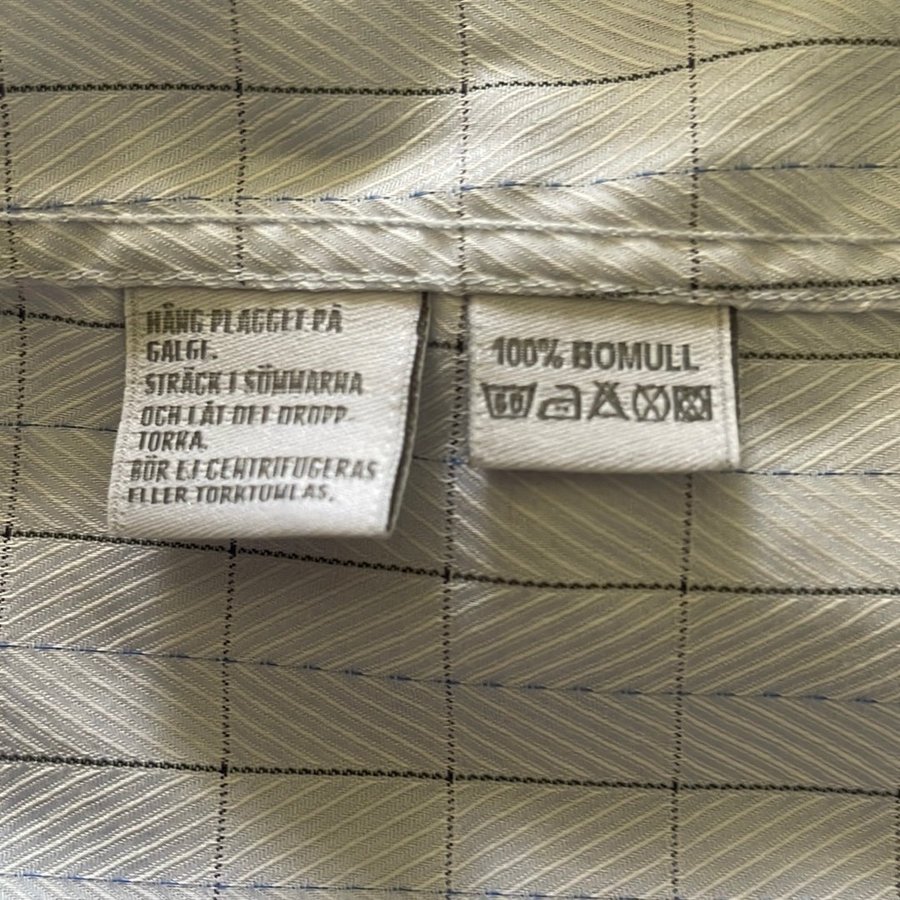 HÄNG PLAGGET PÅ
GALGE.
STRÄCK I SÖMMARNA
OCH LÅT DET DROPP-
TORKA.
BÖR EJ CENTRIFUGERAS
ELLER TORKTUMLAS.
100% BOMULL
60